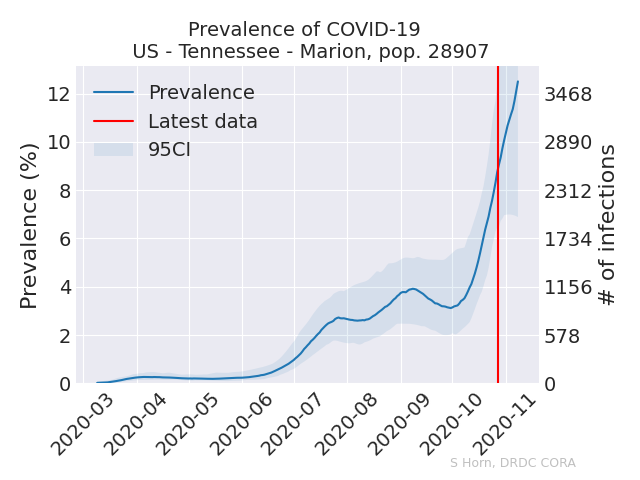 Prevalence of COVID-19
US - Tennessee - Marion, pop. 28907
Prevalence
Latest data
95CI
Prevalence (%)
12
10
8
6
4
2
0
3468
2890
2312
1734
1156
578
0
# of infections
2020-03
2020-04
2020-05
2020-06
2020-07
2020-08
2020-09
2020-10
2020-11
S Horn, DRDC CORA